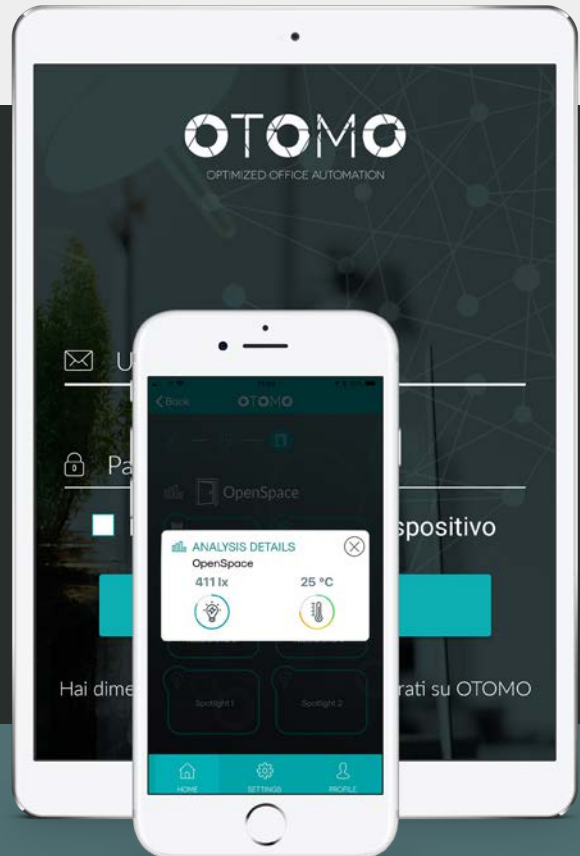 OTOMO
OPTIMIZED OFFICE AUTOMATION
U
Pa
spositivo
Hai dime
rati su OTOMO
Back
OTOMO
OpenSpace
ANALYSIS DETAILS
OpenSpace
411 lx
25 °C
Spotlight 1
Spotlight 2
HOME
SETTINGS
PROFILE